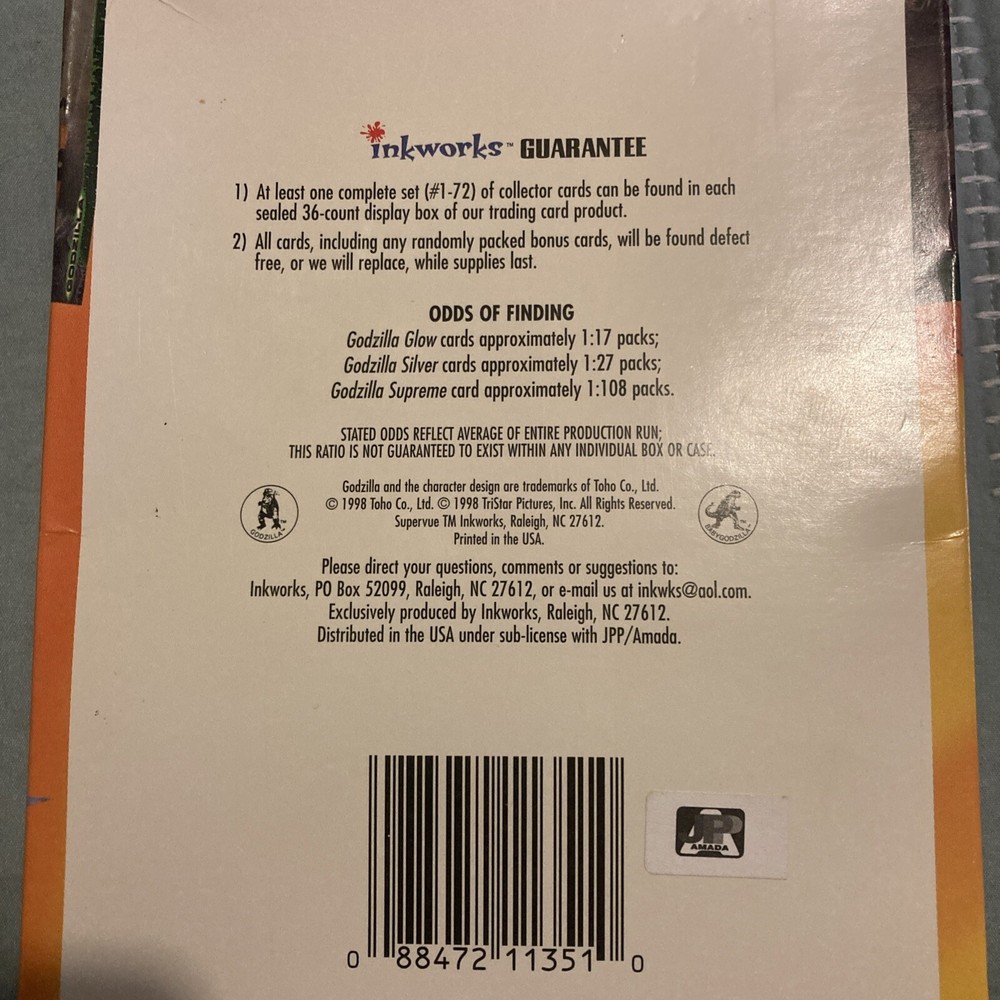 inkworks™ GUARANTEE
1) At least one complete set (#1-72) of collector cards can be found in each
sealed 36-count display box of our trading card product.
2) All cards, including any randomly packed bonus cards, will be found defect
free, or we will replace, while supplies last.
ODDS OF FINDING
Godzilla Glow cards approximately 1:17 packs;
Godzilla Silver cards approximately 1:27 packs;
Godzilla Supreme card approximately 1:108 packs.
STATED ODDS REFLECT AVERAGE OF ENTIRE PRODUCTION RUN;
THIS RATIO IS NOT GUARANTEED TO EXIST WITHIN ANY INDIVIDUAL BOX OR CASE.
Godzilla and the character design are trademarks of Toho Co., Ltd.
© 1998 Toho Co., Ltd. © 1998 TriStar Pictures, Inc. All Rights Reserved.
Supervue TM Inkworks, Raleigh, NC 27612.
Printed in the USA.
GODZILLA™
BABYGODZILLA™
Please direct your questions, comments or suggestions to:
Inkworks, PO Box 52099, Raleigh, NC 27612, or e-mail us at inkwks@aol.com.
Exclusively produced by Inkworks, Raleigh, NC 27612.
Distributed in the USA under sub-license with JPP/Amada.
JPP
AMADA
0 88472 11351 0
GODZILLA